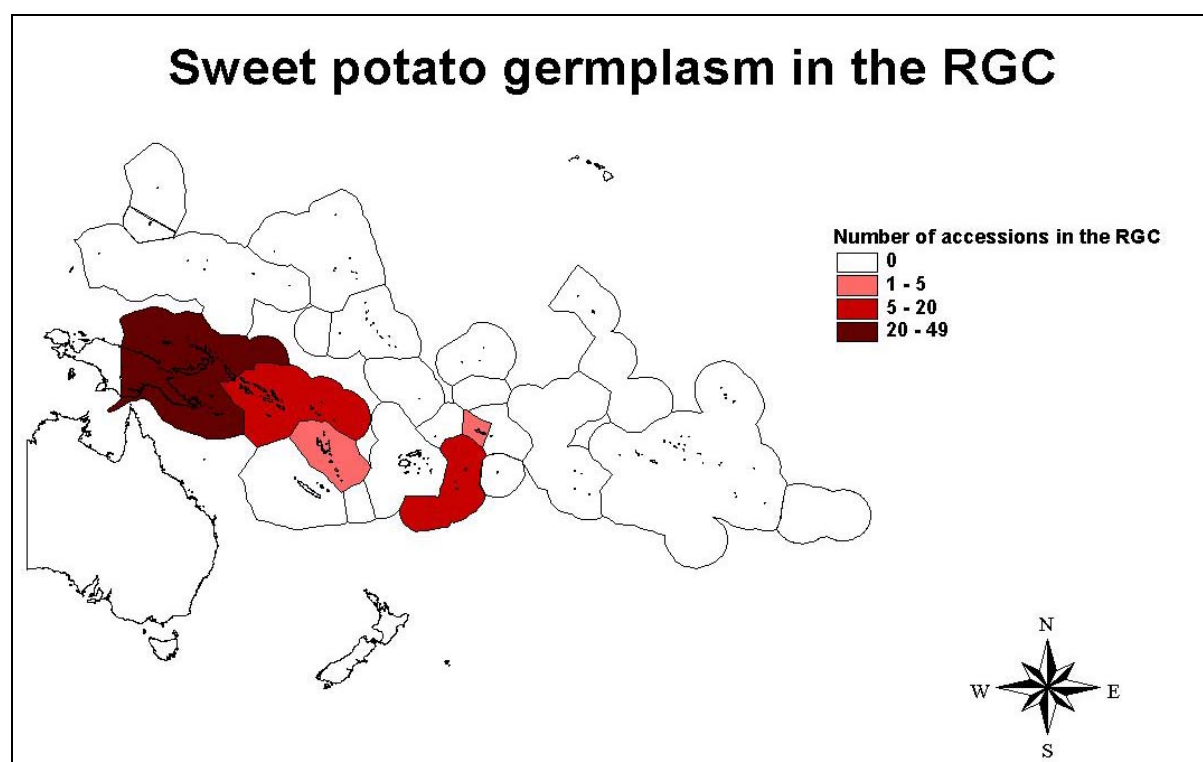 Sweet potato germplasm in the RGC
Number of accessions in the RGC
0
1 - 5
5 - 20
20 - 49
N
W E
S